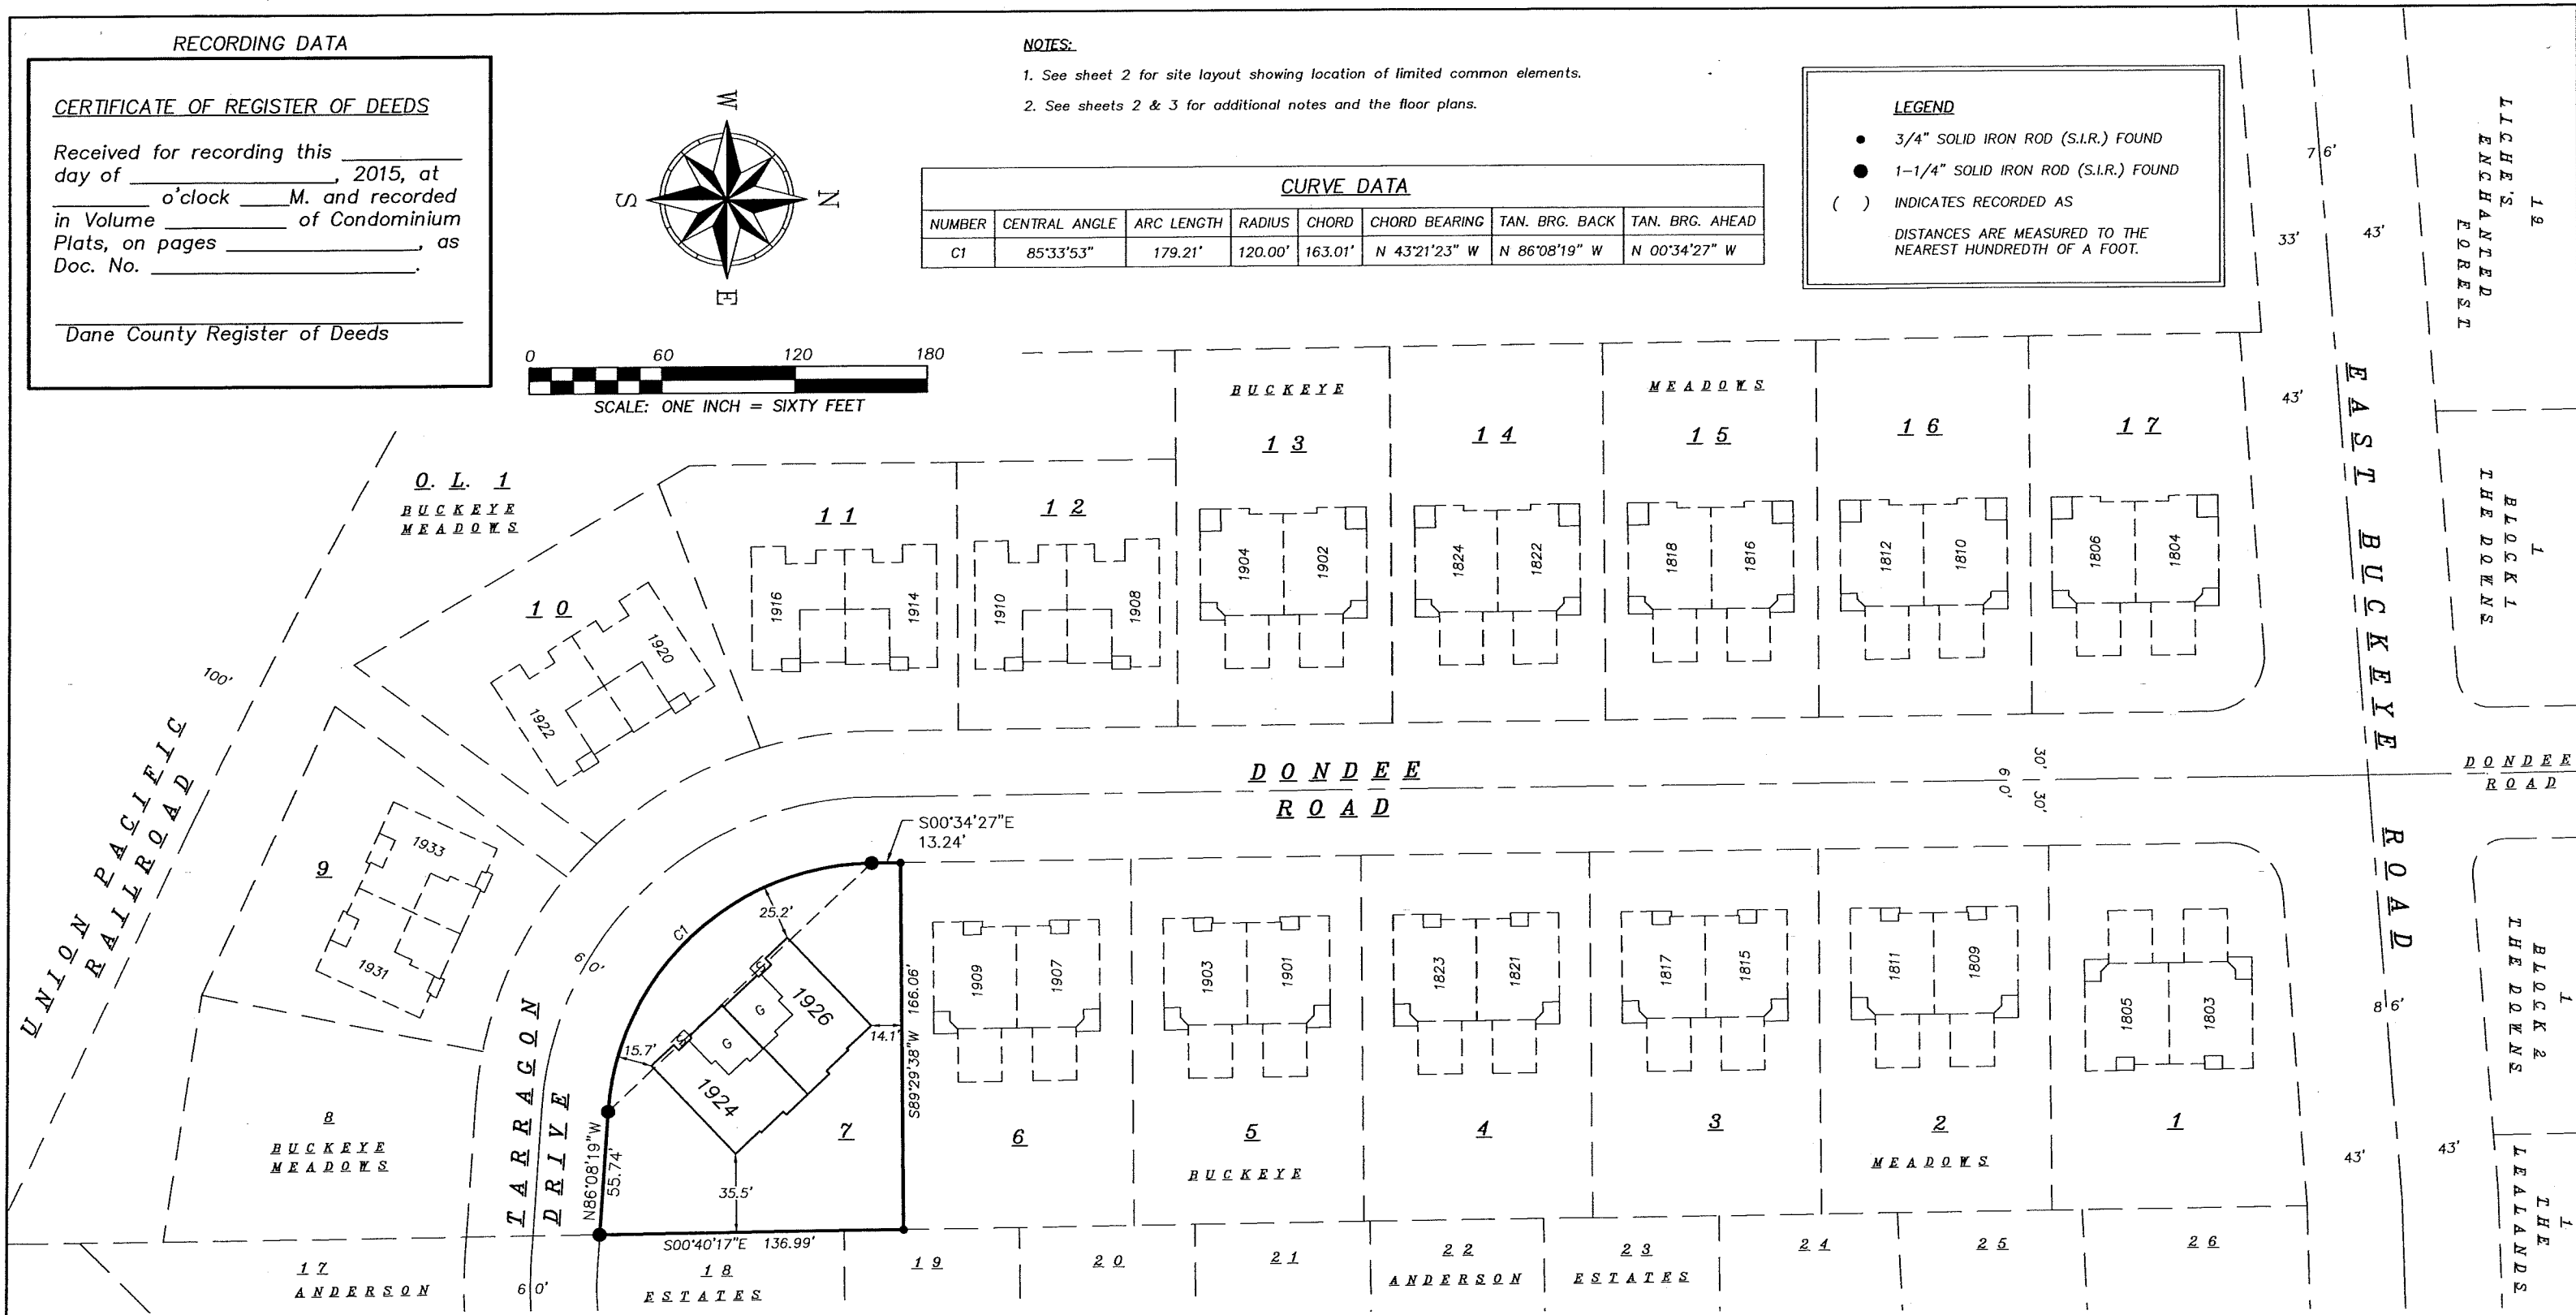 RECORDING DATA
CERTIFICATE OF REGISTER OF DEEDS
Received for recording this
day of , 2015, at
o'clock M. and recorded
in Volume of Condominium
Plats, on pages , as
Doc. No. .
Dane County Register of Deeds
W
S
N
E
0 60 120 180
SCALE: ONE INCH = SIXTY FEET
NOTES:
1. See sheet 2 for site layout showing location of limited common elements.
2. See sheets 2 & 3 for additional notes and the floor plans.
CURVE DATA
NUMBER CENTRAL ANGLE ARC LENGTH RADIUS CHORD CHORD BEARING TAN. BRG. BACK TAN. BRG. AHEAD
C1 85°33'53" 179.21' 120.00' 163.01' N 43°21'23" W N 86°08'19" W N 00°34'27" W
LEGEND
3/4" SOLID IRON ROD (S.I.R.) FOUND
1-1/4" SOLID IRON ROD (S.I.R.) FOUND
( ) INDICATES RECORDED AS
DISTANCES ARE MEASURED TO THE
NEAREST HUNDREDTH OF A FOOT.
76'
33'
43'
43'
19
LICHE'S
ENCHANTED
FOREST
EAST BUCKEYE ROAD
1
BLOCK 1
THE DOWNS
O. L. 1
BUCKEYE
MEADOWS
BUCKEYE
MEADOWS
10
11
12
13
14
15
16
17
1922
1920
1916
1914
1910
1908
1904
1902
1824
1822
1818
1816
1812
1810
1806
1804
100'
UNION PACIFIC
RAILROAD
DONDEE
ROAD
60'
30'
30'
DONDEE
ROAD
9
1933
1931
8
BUCKEYE
MEADOWS
TARRAGON
DRIVE
60'
S00°34'27"E
13.24'
C1
25.2'
15.7'
14.1'
35.5'
1926
1924
G
G
7
S89°29'38"W 166.06'
N86°08'19"W
55.74'
S00°40'17"E 136.99'
1909
1907
1903
1901
1823
1821
1817
1815
1811
1809
1805
1803
6
5
4
3
2
1
BUCKEYE
MEADOWS
86'
43'
43'
1
BLOCK 2
THE DOWNS
1
THE
LEALANDS
17
ANDERSON
60'
18
ESTATES
19
20
21
22
ANDERSON
23
ESTATES
24
25
26